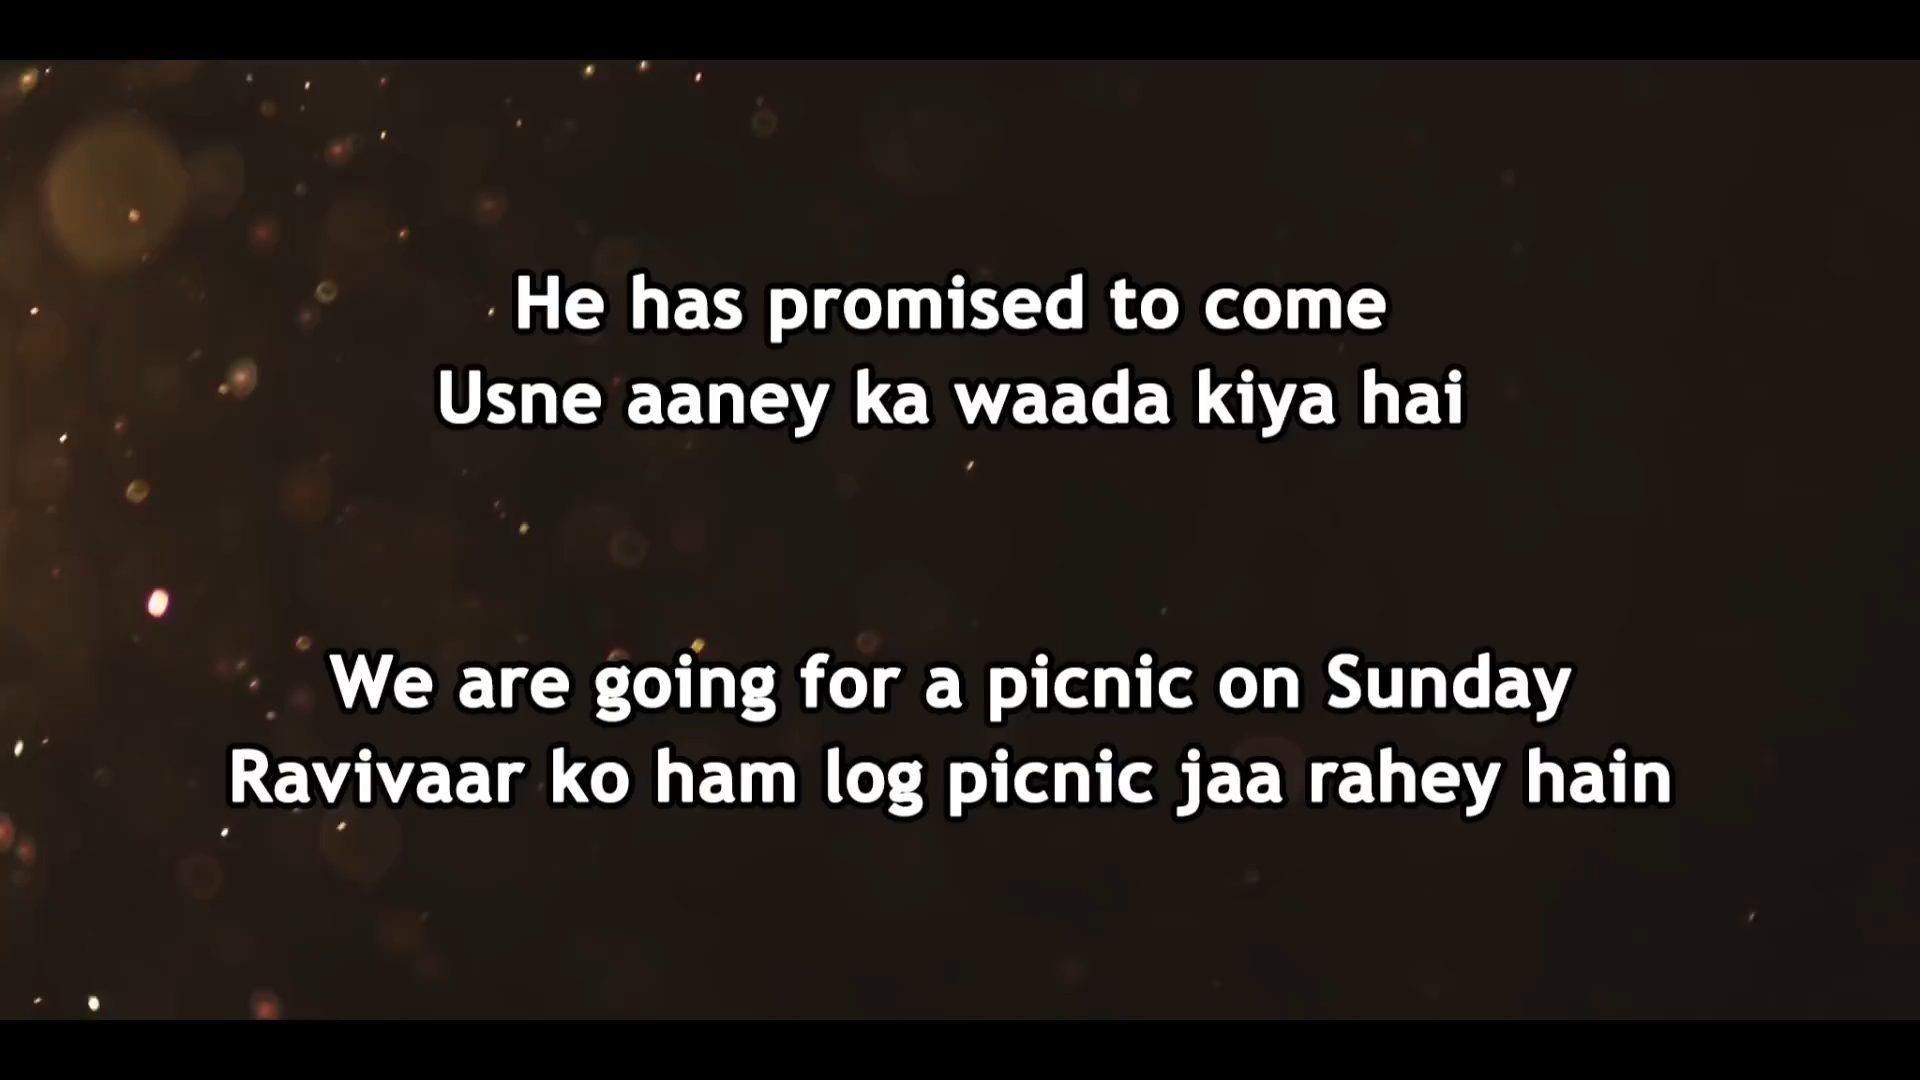 He has promised to come
Usne aaney ka waada kiya hai
We are going for a picnic on Sunday
Ravivaar ko ham log picnic jaa rahey hain